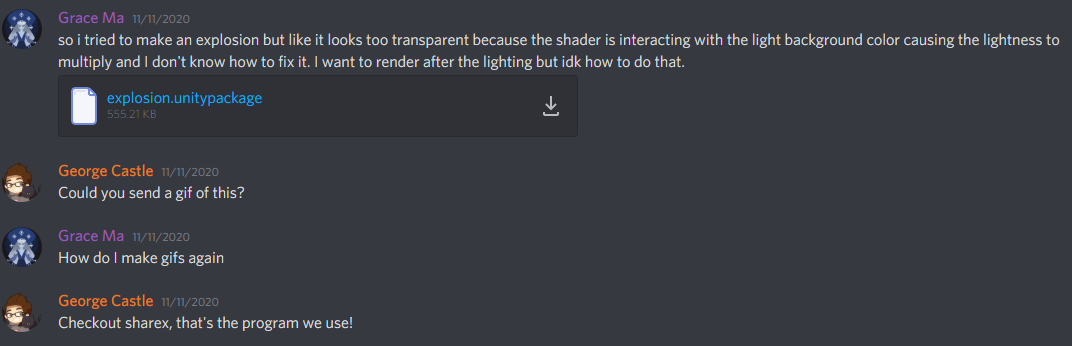 Grace Ma 11/11/2020
so i tried to make an explosion but like it looks too transparent because the shader is interacting with the light background color causing the lightness to
multiply and I don't know how to fix it. I want to render after the lighting but idk how to do that.
explosion.unitypackage
555.21 KB
George Castle 11/11/2020
Could you send a gif of this?
Grace Ma 11/11/2020
How do I make gifs again
George Castle 11/11/2020
Checkout sharex, that's the program we use!